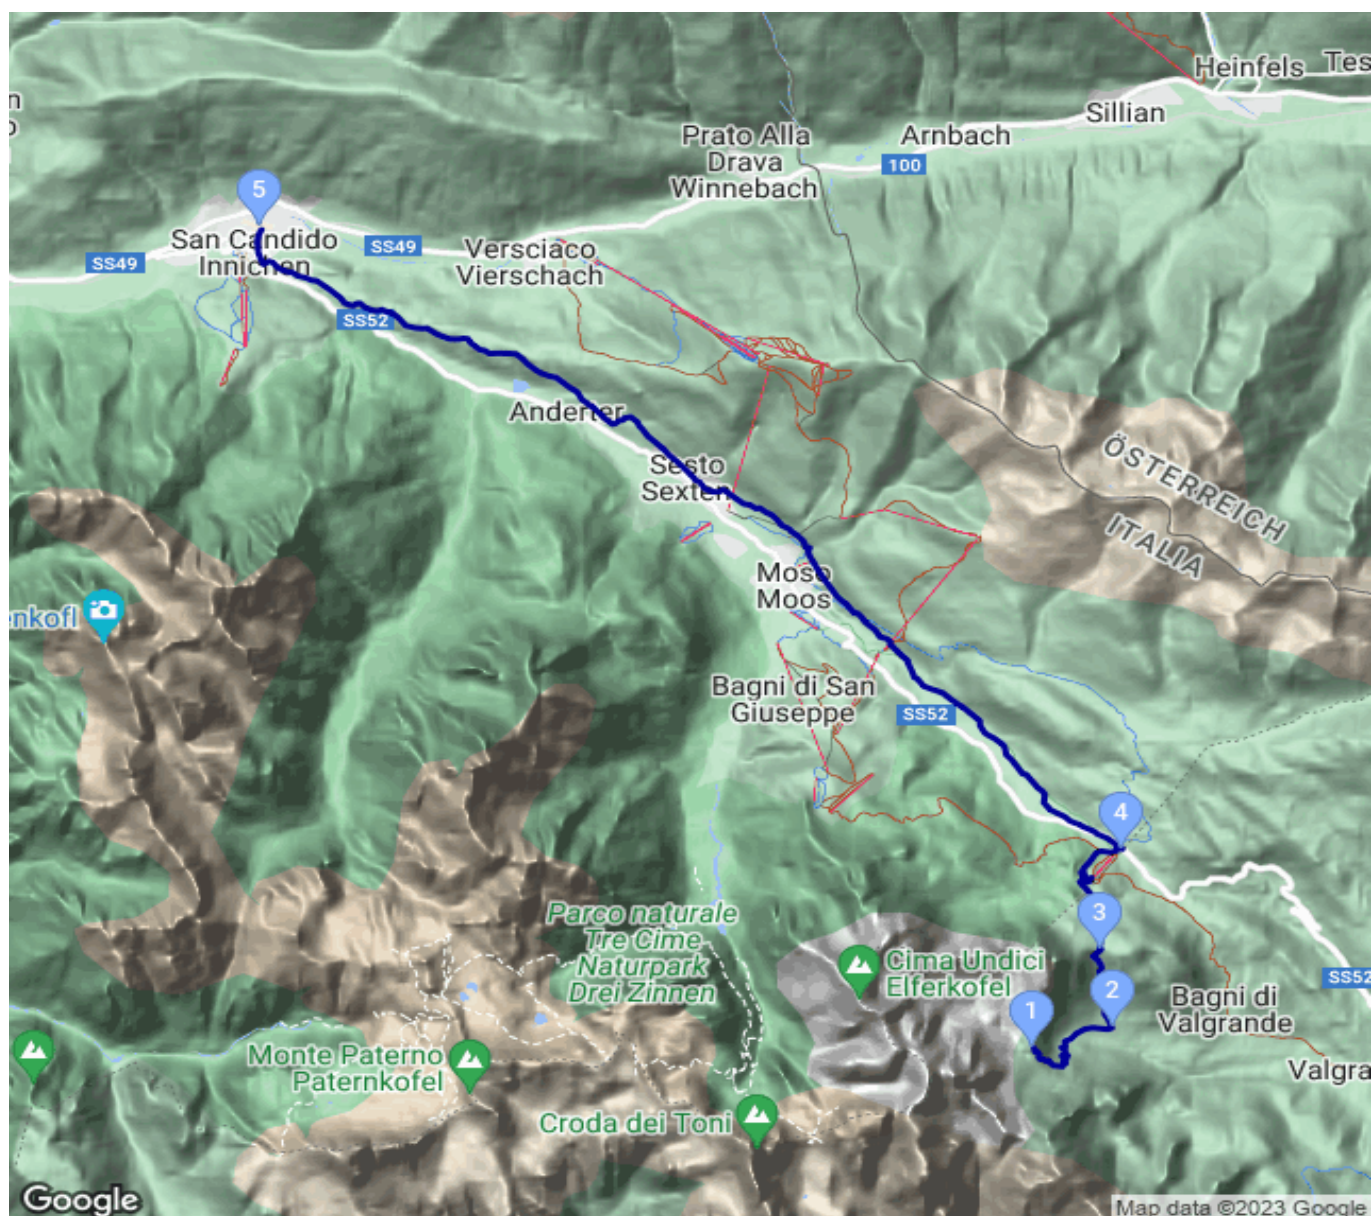 Heinfels
Tes
Sillian
Prato Alla
Drava
Winnebach
Arnbach
100
n
5
San Candido
Innichen
SS49
SS49
Versciaco
Vierschach
SS52
Anderter
Sesto
Sexten
ÖSTERREICH
ITALIA
Moso
Moos
enkofl
Bagni di San
Giuseppe
SS52
4
3
Parco naturale
Tre Cime
Naturpark
Drei Zinnen
Cima Undici
Elferkofel
SS52
1
2
Bagni di
Valgrande
Monte Paterno
Paternkofel
Valgra
Croda dei Toni
Google
Map data ©2023 Google